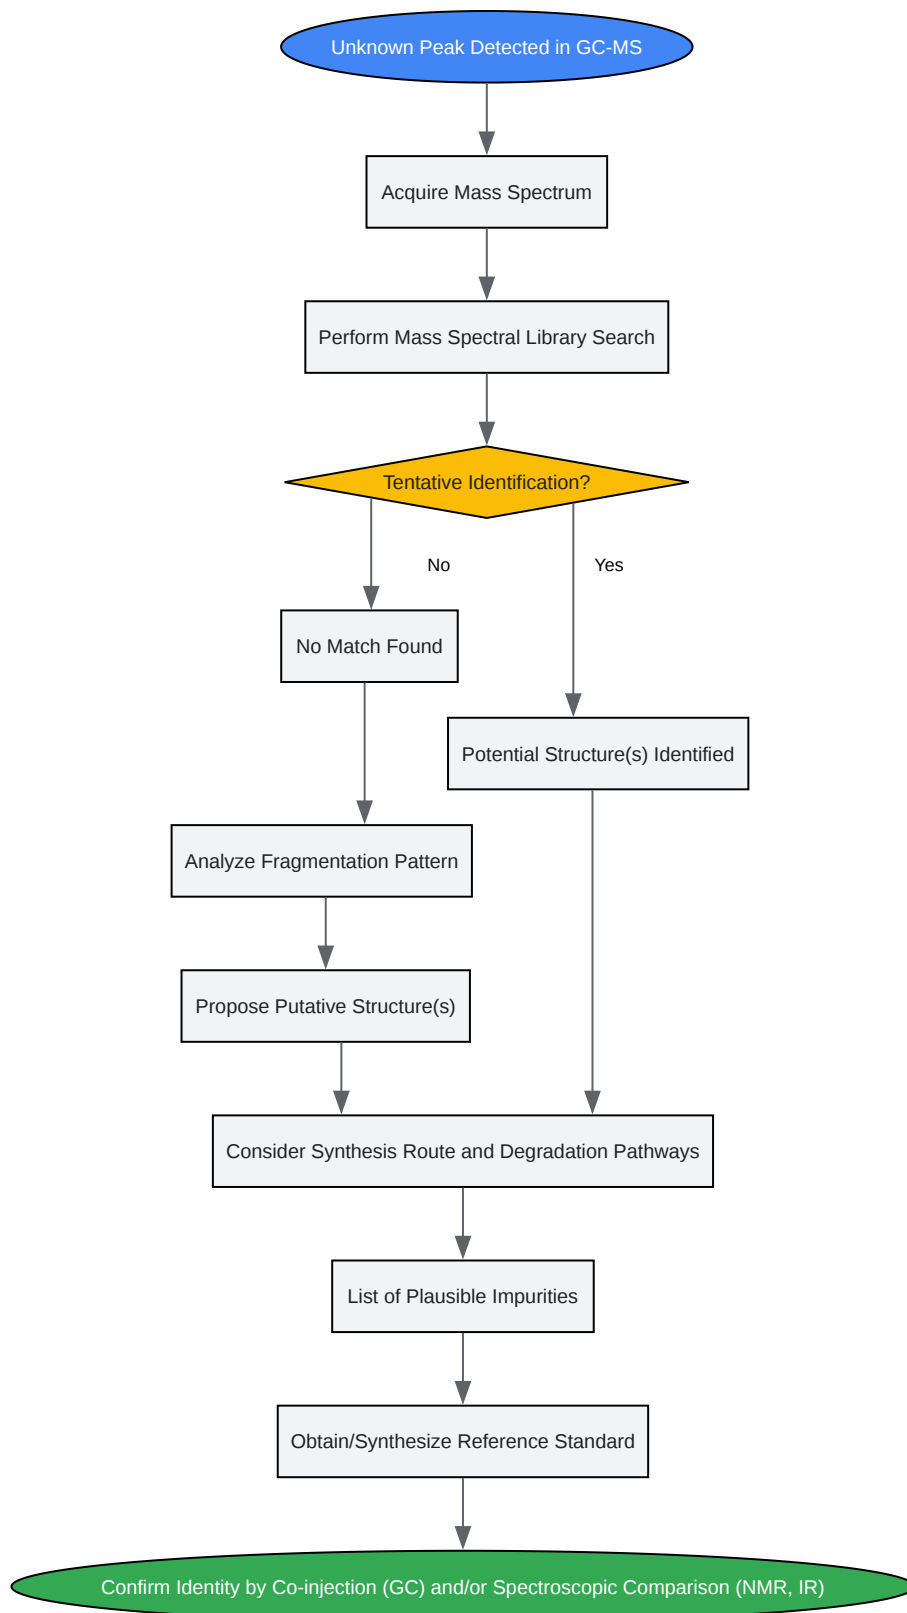 Unknown Peak Detected in GC-MS
Acquire Mass Spectrum
Perform Mass Spectral Library Search
Tentative Identification?
No
Yes
No Match Found
Potential Structure(s) Identified
Analyze Fragmentation Pattern
Propose Putative Structure(s)
Consider Synthesis Route and Degradation Pathways
List of Plausible Impurities
Obtain/Synthesize Reference Standard
Confirm Identity by Co-injection (GC) and/or Spectroscopic Comparison (NMR, IR)